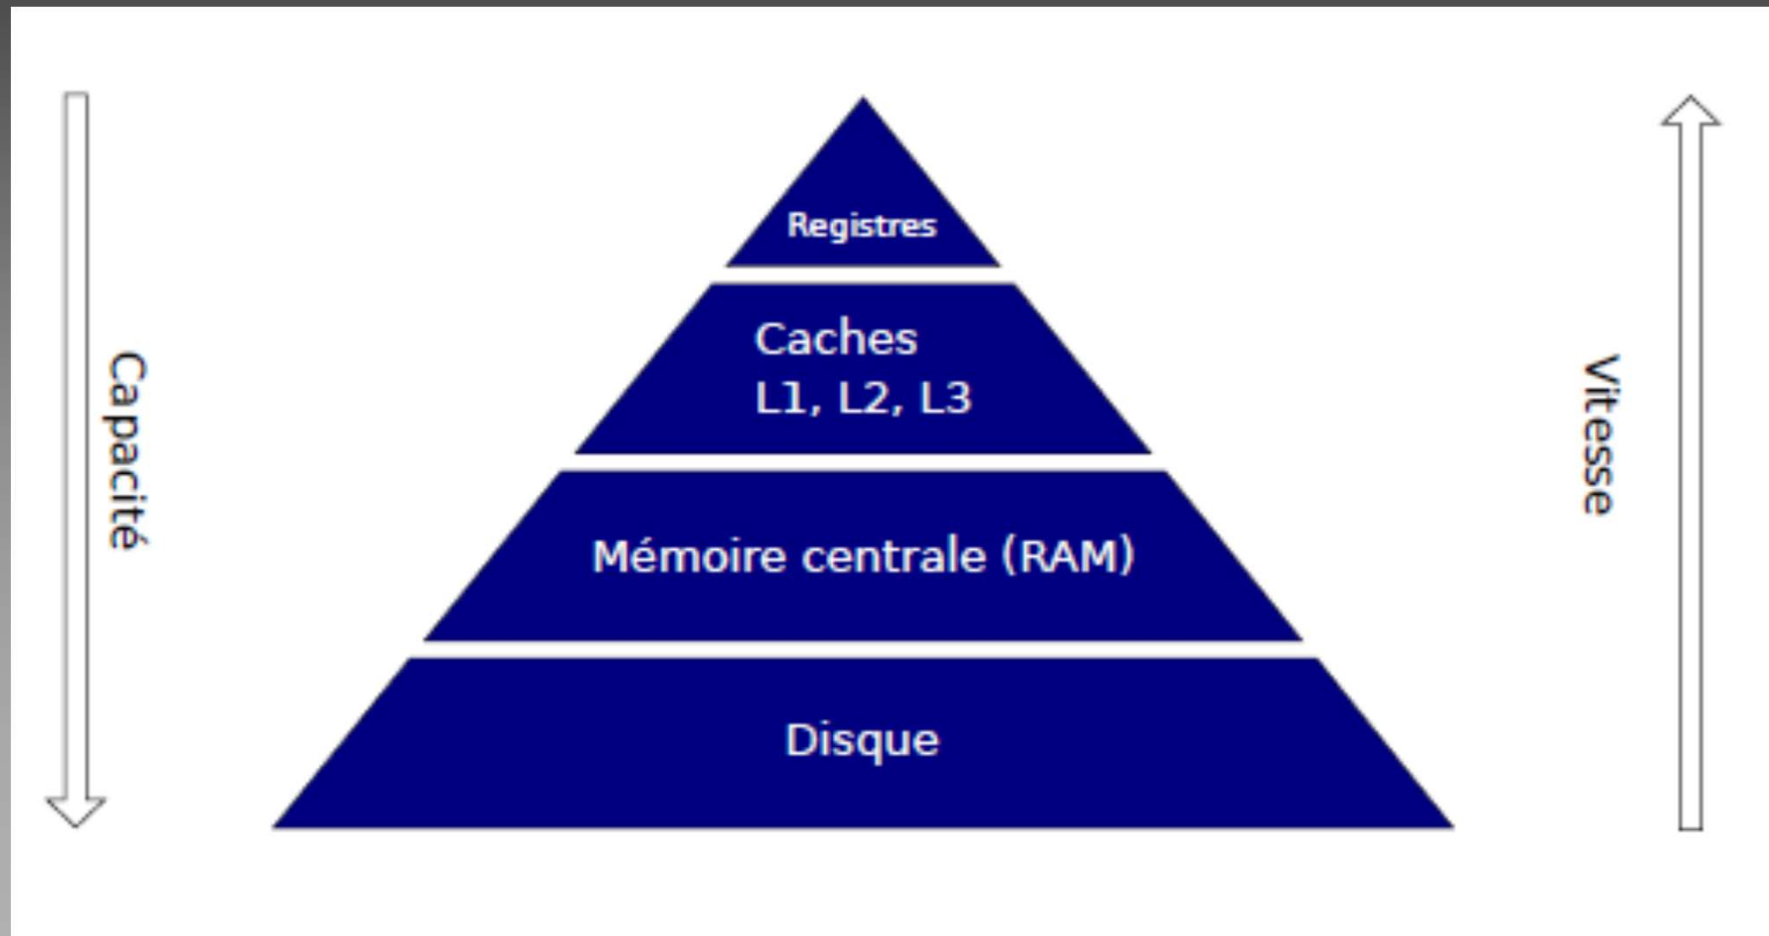 Registres
Caches
L1, L2, L3
Mémoire centrale (RAM)
Disque
Capacité
Vitesse